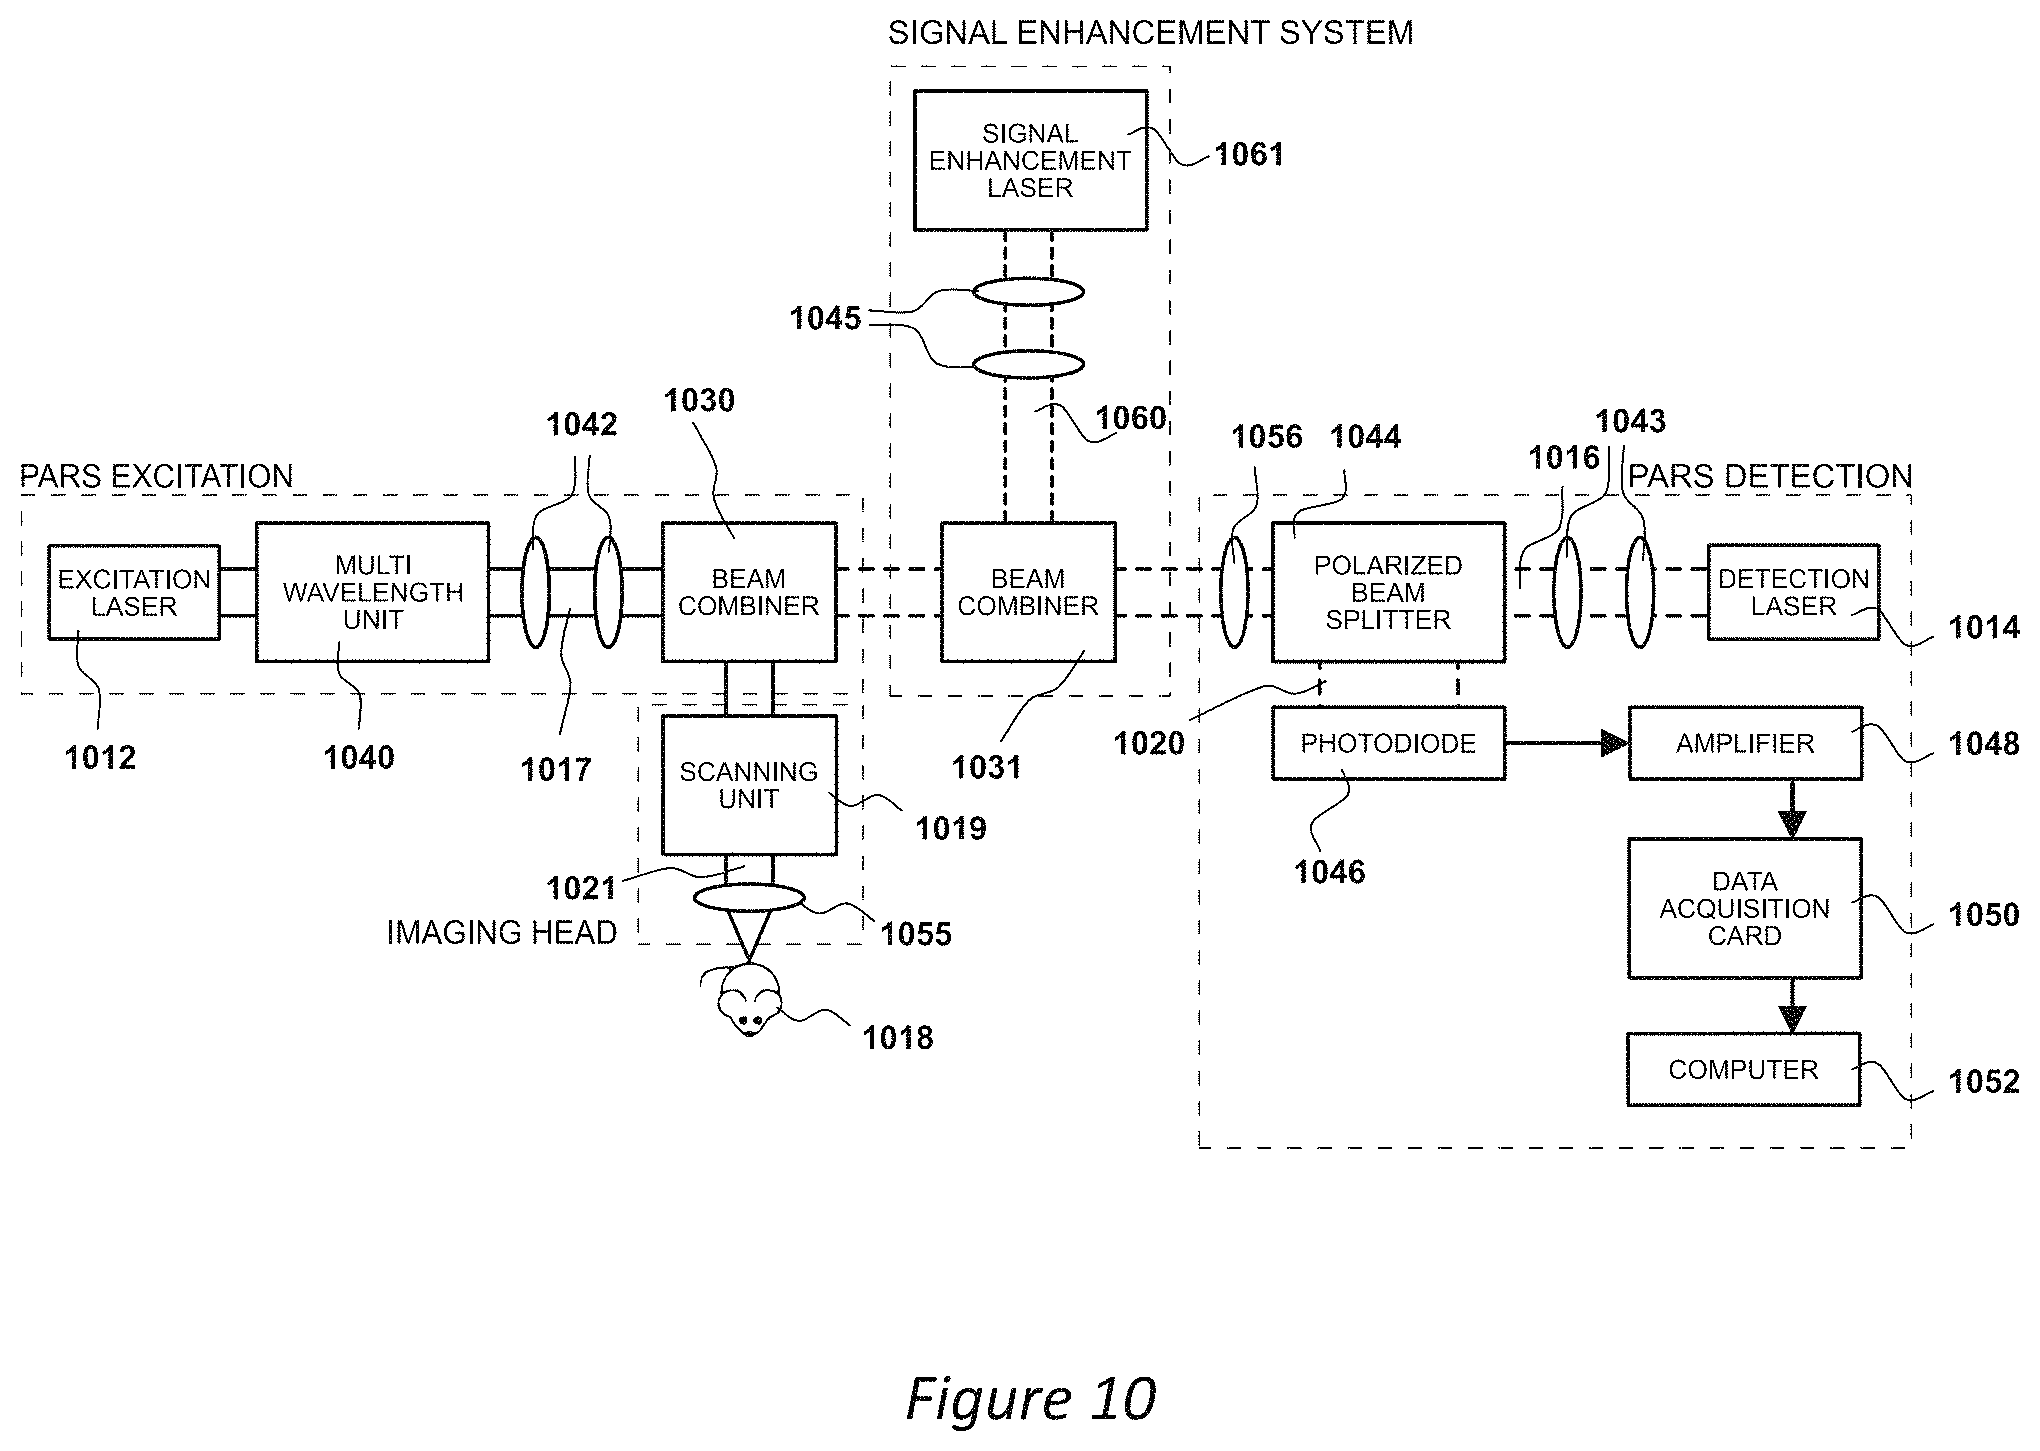 SIGNAL ENHANCEMENT SYSTEM
SIGNAL
ENHANCEMENT
LASER
1061
1045
1060
1030
1042
1056
1044
1043
1016
PARS EXCITATION
PARS DETECTION
EXCITATION
LASER
MULTI
WAVELENGTH
UNIT
BEAM
COMBINER
BEAM
COMBINER
POLARIZED
BEAM
SPLITTER
DETECTION
LASER
1014
1012
1040
1017
1031
1020
PHOTODIODE
AMPLIFIER
1048
SCANNING
UNIT
1019
1046
1021
DATA
ACQUISITION
CARD
1050
IMAGING HEAD
1055
1018
COMPUTER
1052
Figure 10